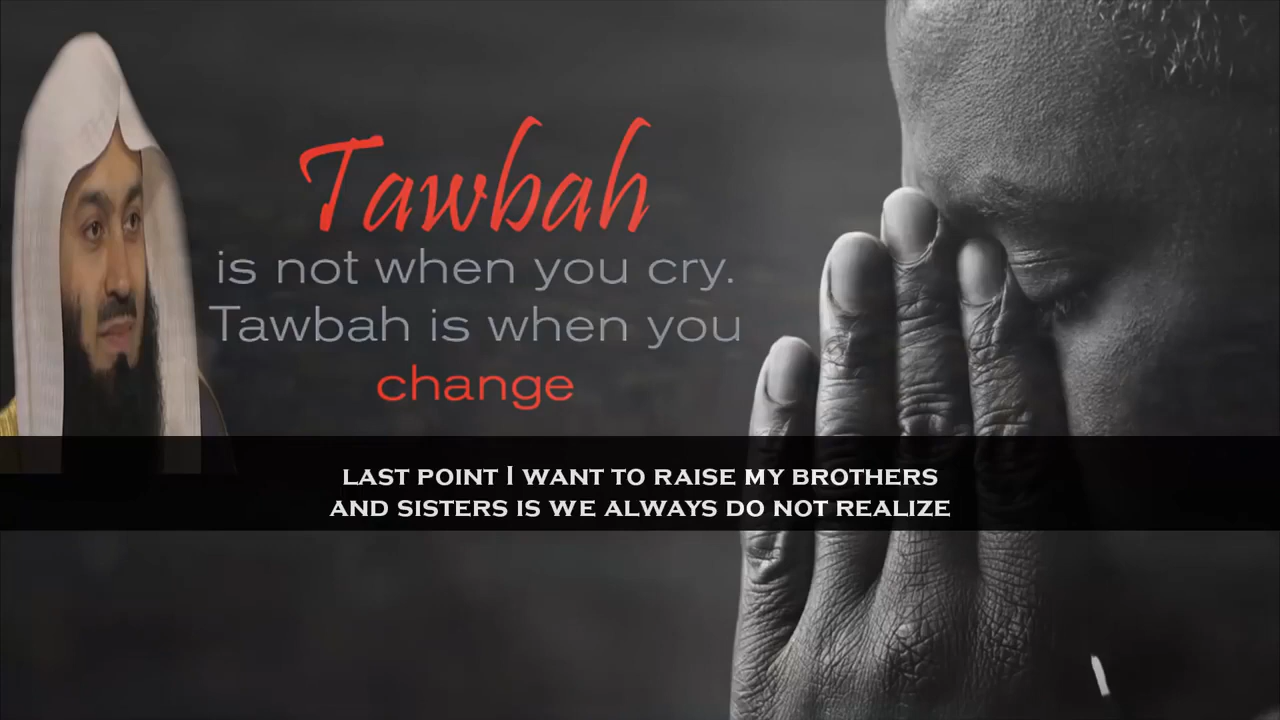 Tawbah
is not when you cry.
Tawbah is when you
change
LAST POINT I WANT TO RAISE MY BROTHERS
AND SISTERS IS WE ALWAYS DO NOT REALIZE